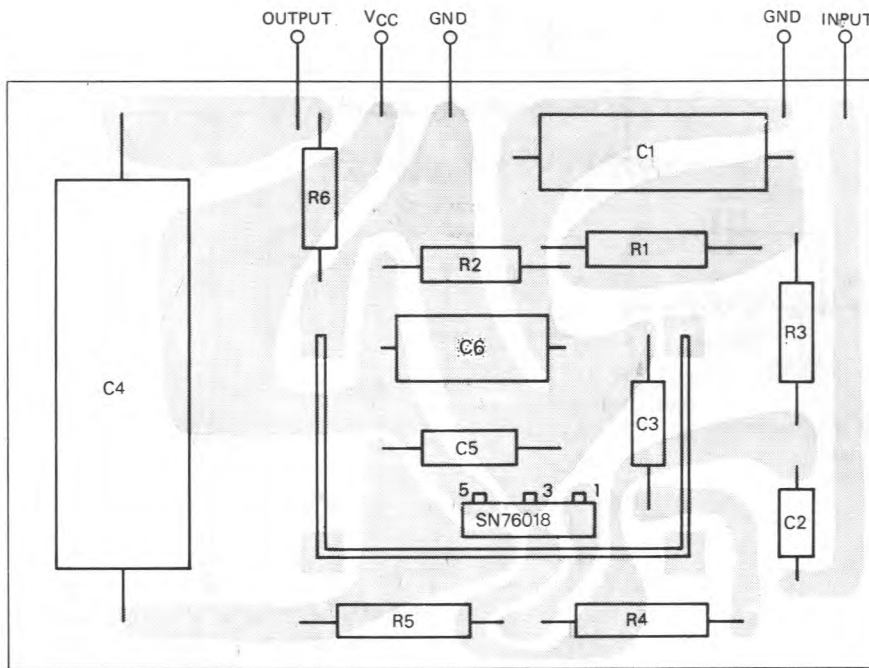 OUTPUT VCC GND GND INPUT
C1
R6
R1
R2
R3
C6
C4
C3
C5
5 3 1
SN76018
C2
R5 R4